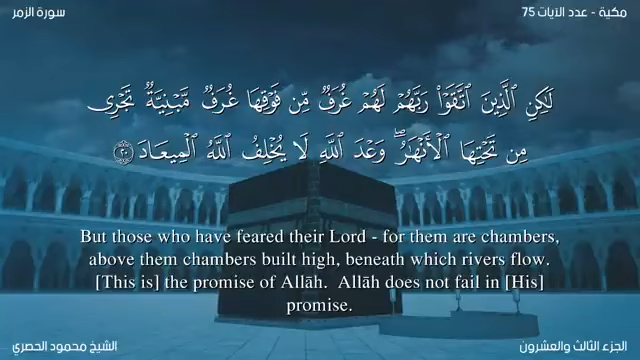 مكية - عدد الآيات 75
سورة الزمر
لَٰكِنِ ٱلَّذِينَ ٱتَّقَوۡاْ رَبَّهُمۡ لَهُمۡ غُرَفٞ مِّن فَوۡقِهَا غُرَفٞ مَّبۡنِيَّةٞ تَجۡرِي
مِن تَحۡتِهَا ٱلۡأَنۡهَٰرُۖ وَعۡدَ ٱللَّهِ لَا يُخۡلِفُ ٱللَّهُ ٱلۡمِيعَادَ ٢٠
But those who have feared their Lord - for them are chambers,
above them chambers built high, beneath which rivers flow.
[This is] the promise of Allāh.  Allāh does not fail in [His]
promise.
الجزء الثالث والعشرون
الشيخ محمود الحصري